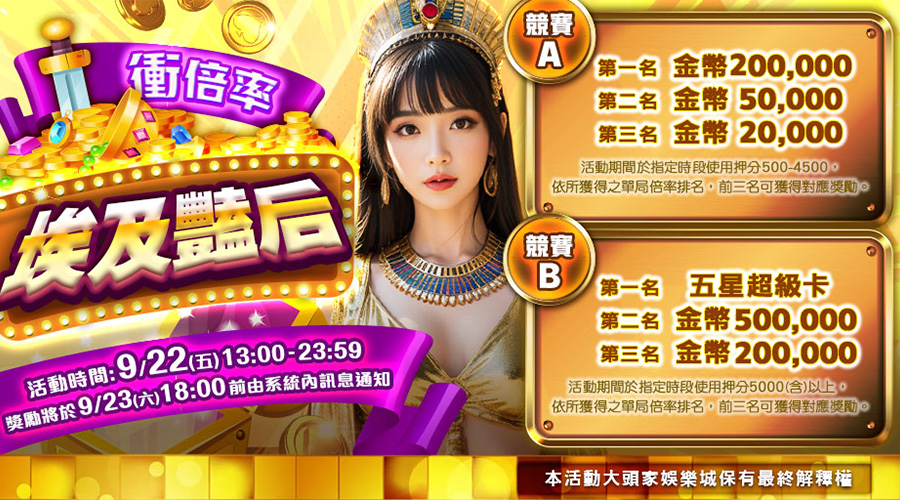 衝倍率
埃及豔后
活動時間: 9/22(五)13:00-23:59
獎勵將於9/23(六)18:00前由系統內訊息通知
競賽
A
第一名 金幣200,000
第二名 金幣 50,000
第三名 金幣 20,000
活動期間於指定時段使用押分500-4500，
依所獲得之單局倍率排名，前三名可獲得對應獎勵。
競賽
B
第一名 五星超級卡
第二名 金幣500,000
第三名 金幣200,000
活動期間於指定時段使用押分5000(含)以上，
依所獲得之單局倍率排名，前三名可獲得對應獎勵。
本活動大頭家娛樂城保有最終解釋權